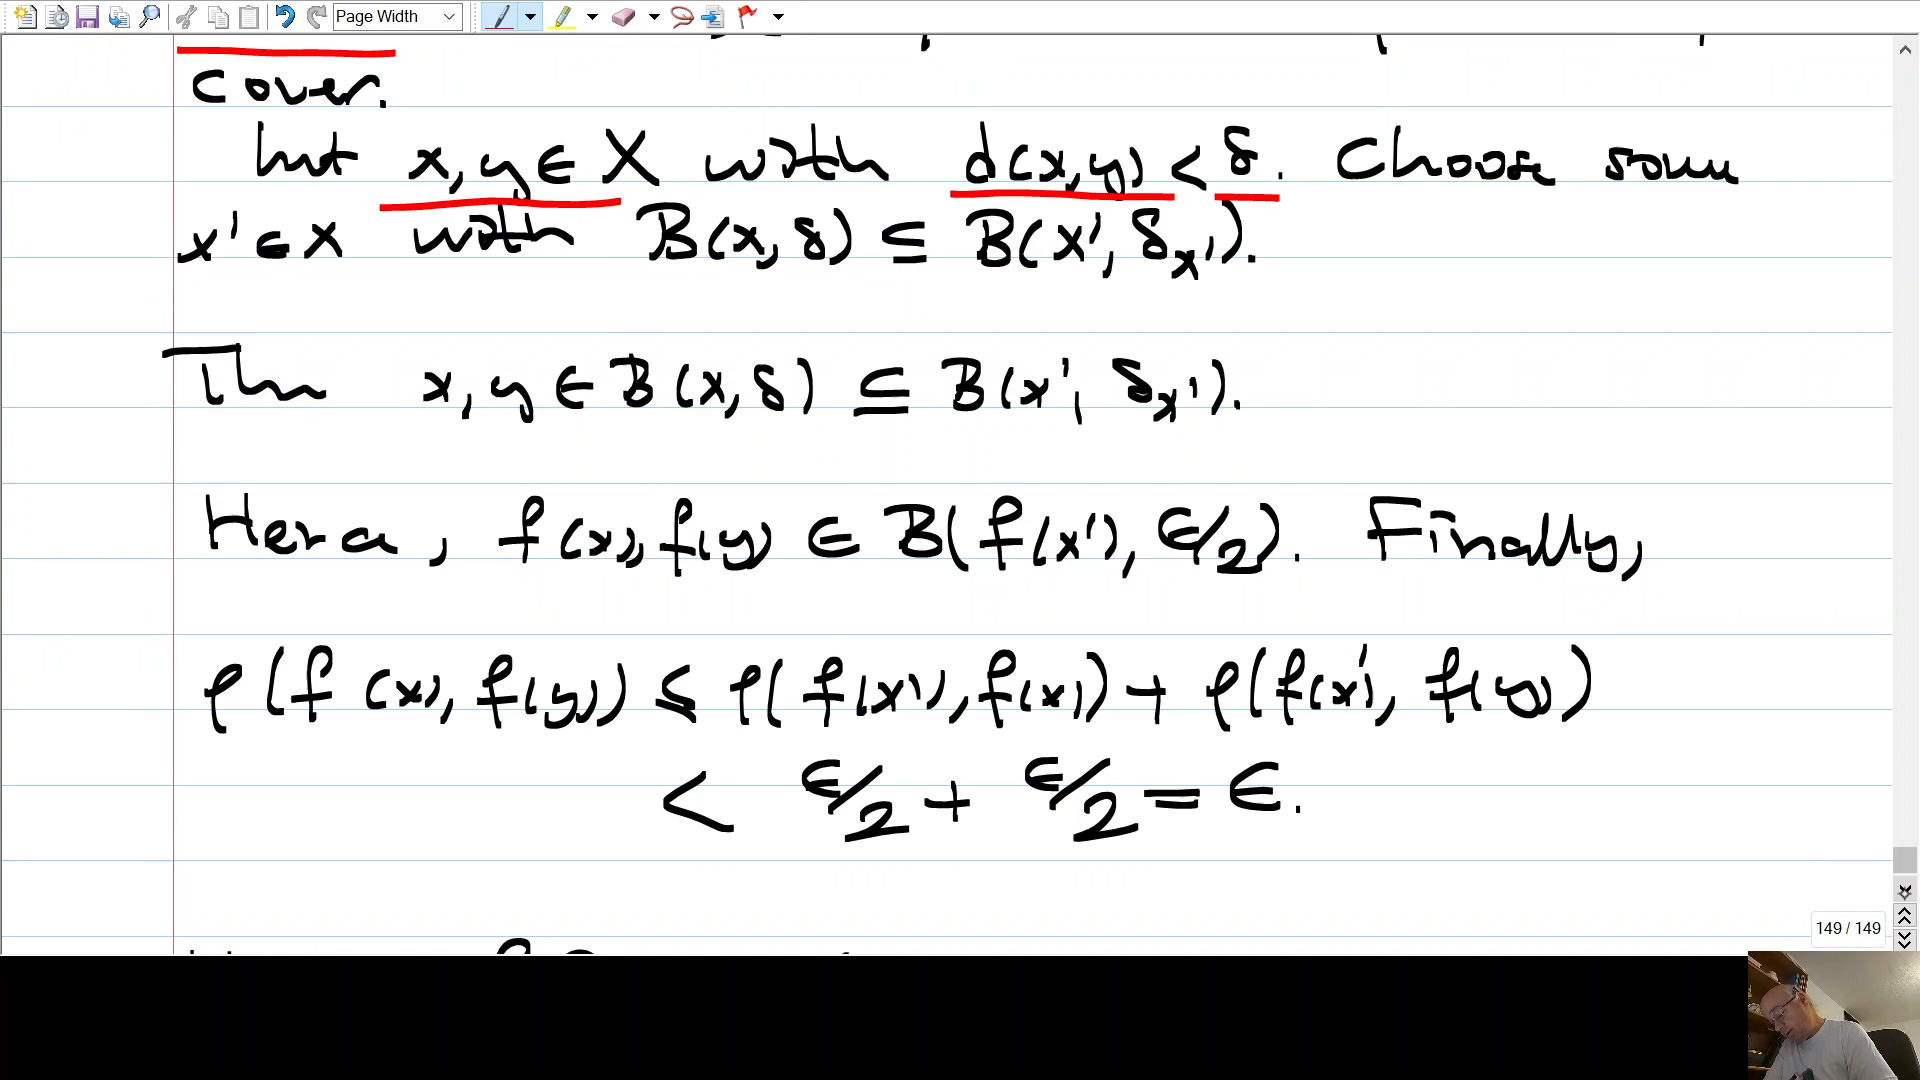 Page Width
cover.
Let x, y ∈ X with d(x,y) < δ. Choose some
x' ∈ X with B(x, δ) ⊆ B(x', δ_x').
Then x, y ∈ B(x, δ) ⊆ B(x', δ_x').
Hence, f(x), f(y) ∈ B(f(x'), ε/2). Finally,
ρ(f(x), f(y)) ≤ ρ(f(x'), f(x)) + ρ(f(x'), f(y))
< ε/2 + ε/2 = ε.
149 / 149